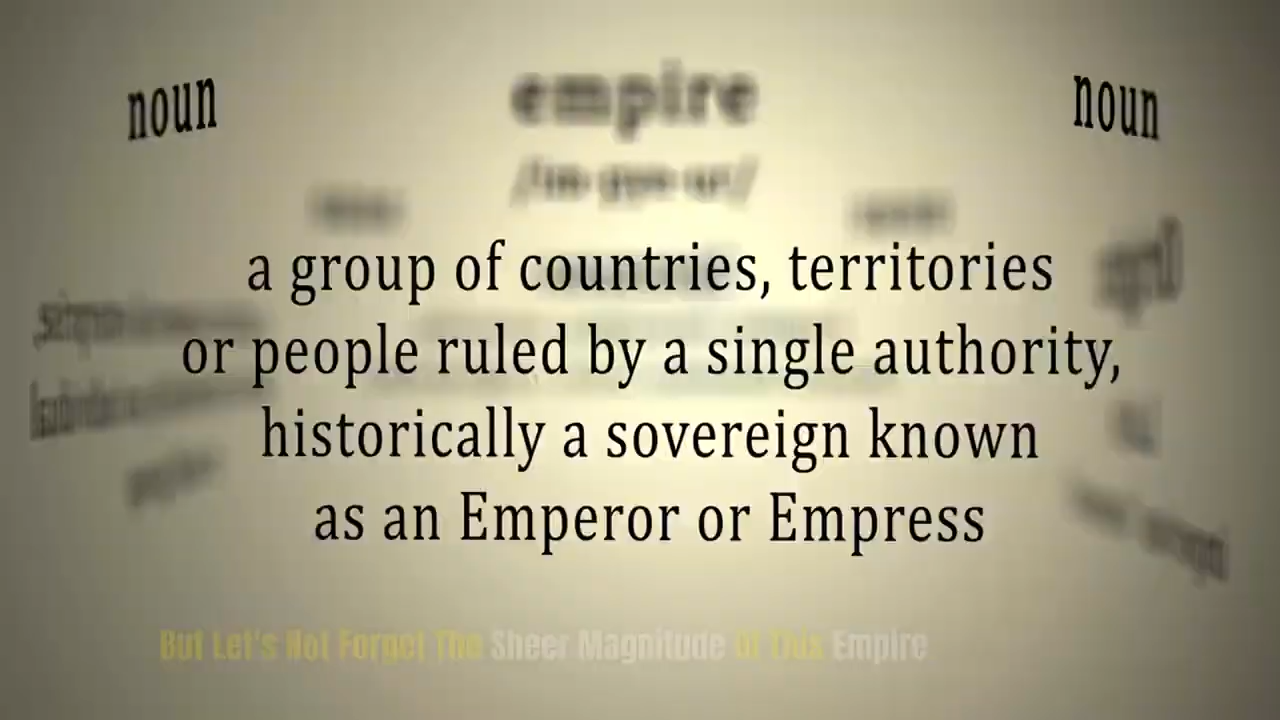 noun
empire
noun
a group of countries, territories
or people ruled by a single authority,
historically a sovereign known
as an Emperor or Empress
But Let's Not Forget The Sheer Magnitude Of This Empire